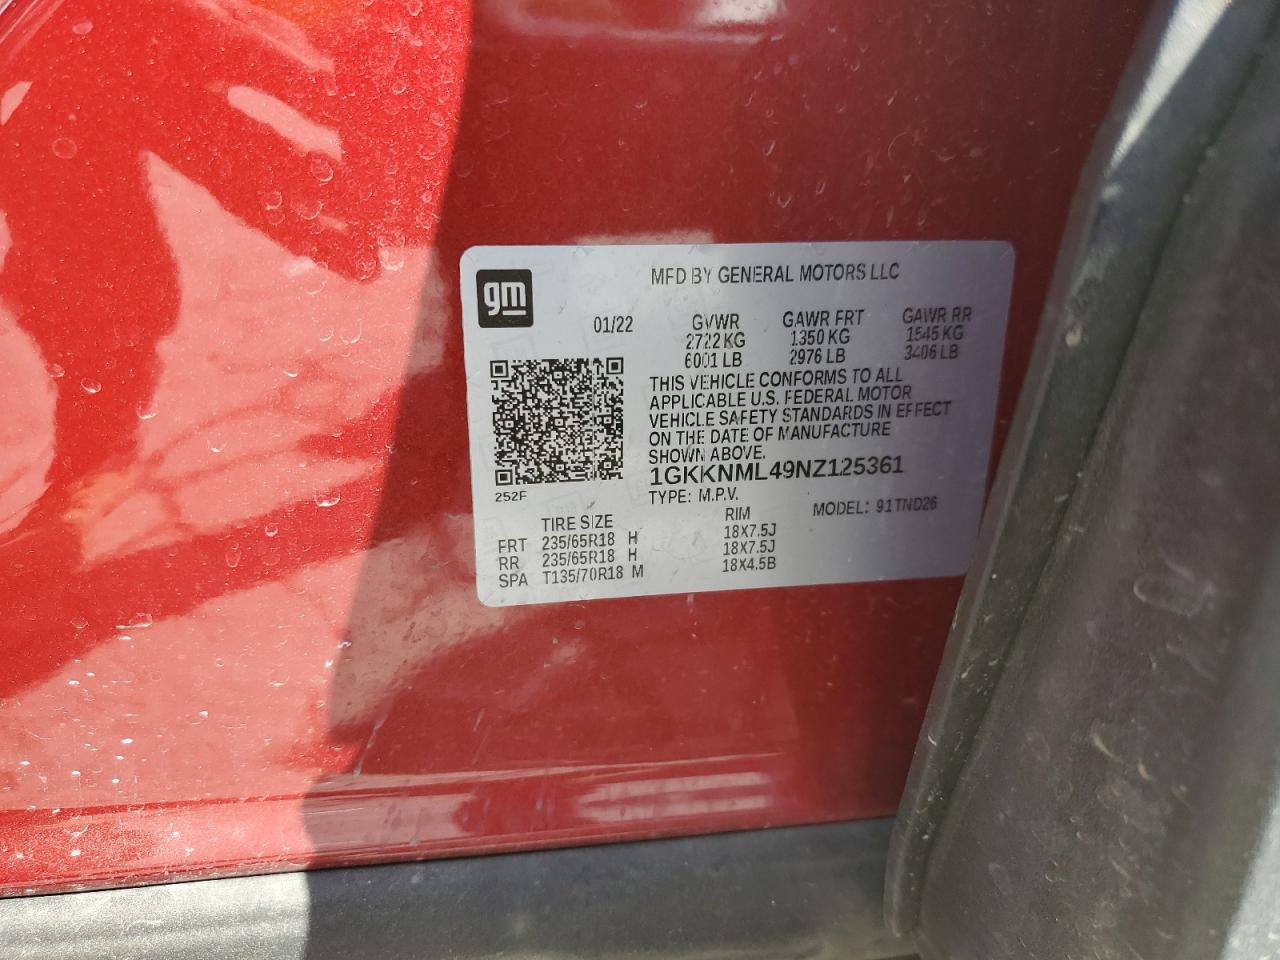 gm
MFD BY GENERAL MOTORS LLC
01/22
GVWR GAWR FRT GAWR RR
2722 KG 1350 KG 1545 KG
6001 LB 2976 LB 3406 LB
THIS VEHICLE CONFORMS TO ALL
APPLICABLE U.S. FEDERAL MOTOR
VEHICLE SAFETY STANDARDS IN EFFECT
ON THE DATE OF MANUFACTURE
SHOWN ABOVE.
1GKKNML49NZ125361
252F
TYPE: M.P.V. MODEL: 91TND26
TIRE SIZE RIM
FRT 235/65R18 H 18X7.5J
RR 235/65R18 H 18X7.5J
SPA T135/70R18 M 18X4.5B